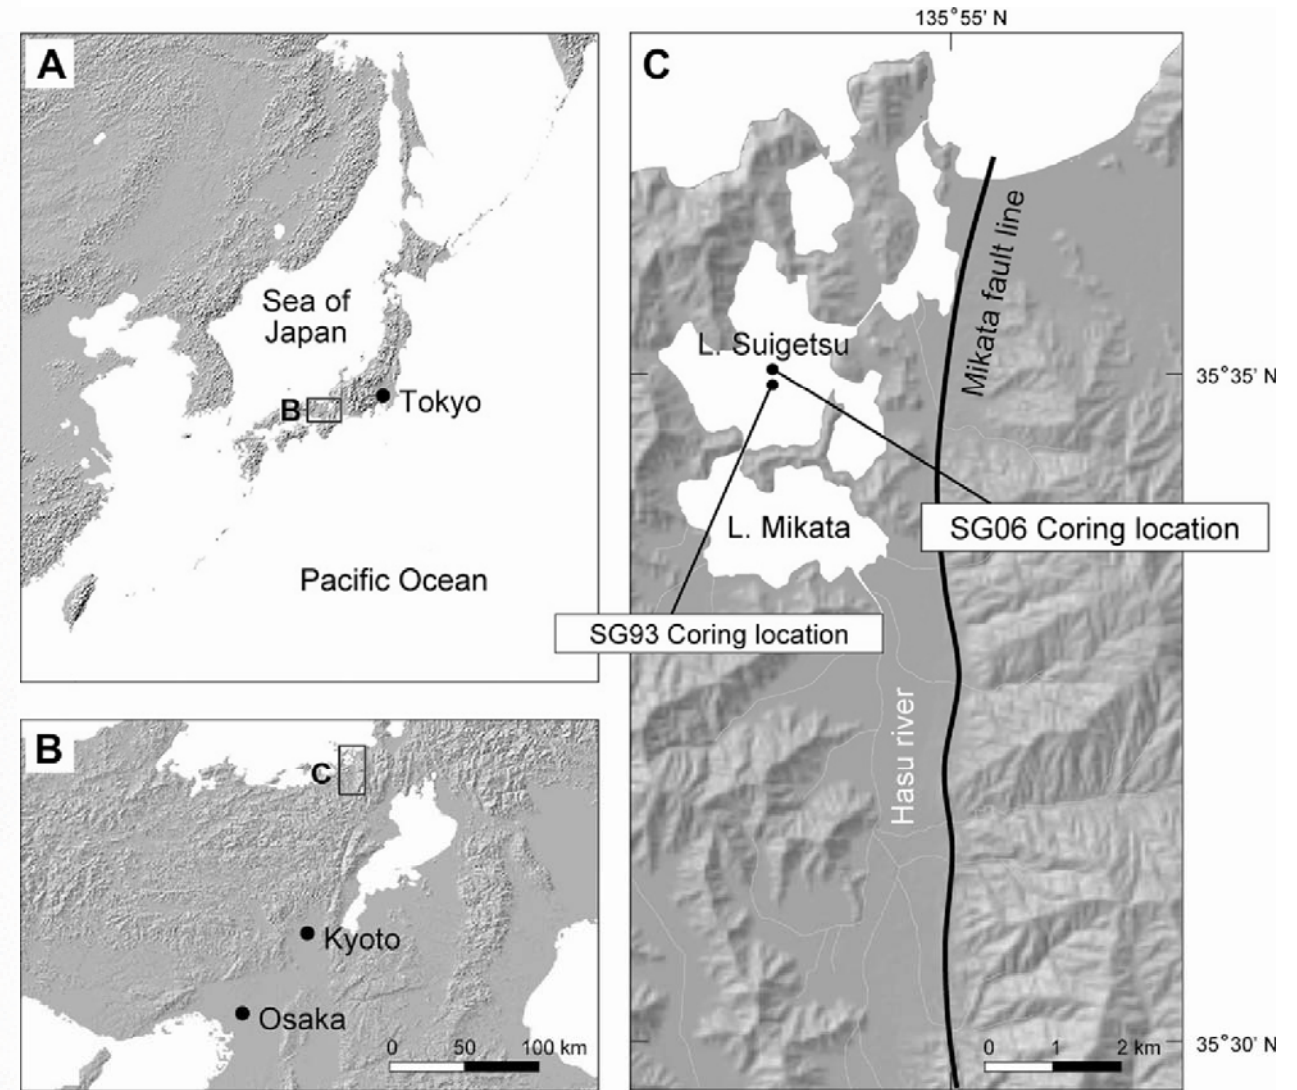 135°55' N
A
Sea of
Japan
B
Tokyo
Pacific Ocean
C
Mikata fault line
L. Suigetsu
35°35' N
SG06 Coring location
L. Mikata
SG93 Coring location
Hasu river
0 1 2 km
35°30' N
B
C
Kyoto
Osaka
0 50 100 km